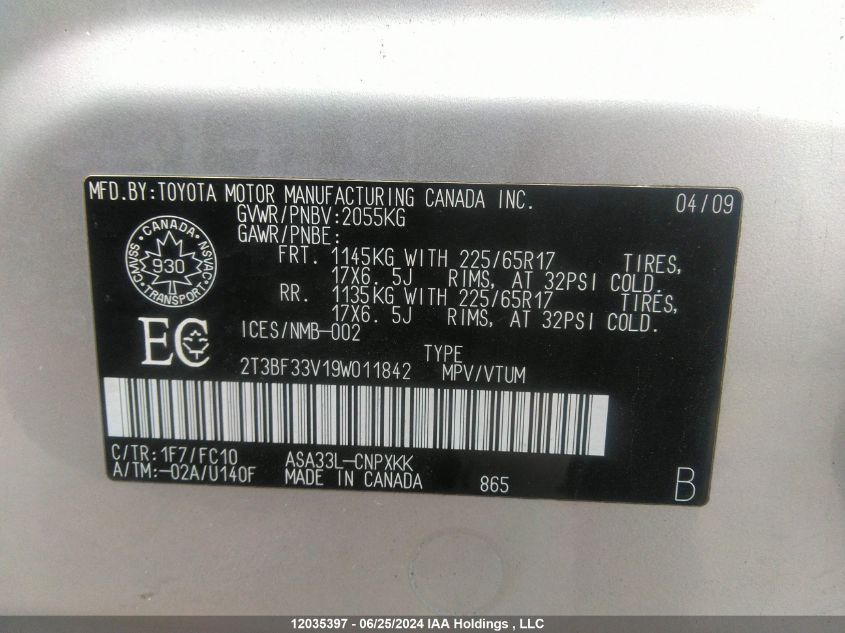 MFD.BY:TOYOTA MOTOR MANUFACTURING CANADA INC. 04/09
GVWR/PNBV:2055KG
GAWR/PNBE:
FRT. 1145KG WITH 225/65R17 TIRES,
17X6. 5J RIMS, AT 32PSI COLD.
RR. 1135KG WITH 225/65R17 TIRES,
17X6. 5J RIMS, AT 32PSI COLD.
CANADA
CMVSS 930 NSVAC
TRANSPORT
EC ICES/NMB-002
TYPE
2T3BF33V19W011842 MPV/VTUM
C/TR:1F7/FC10 ASA33L-CNPXKK
A/TM:-02A/U140F MADE IN CANADA 865 B
12035397 - 06/25/2024 IAA Holdings , LLC